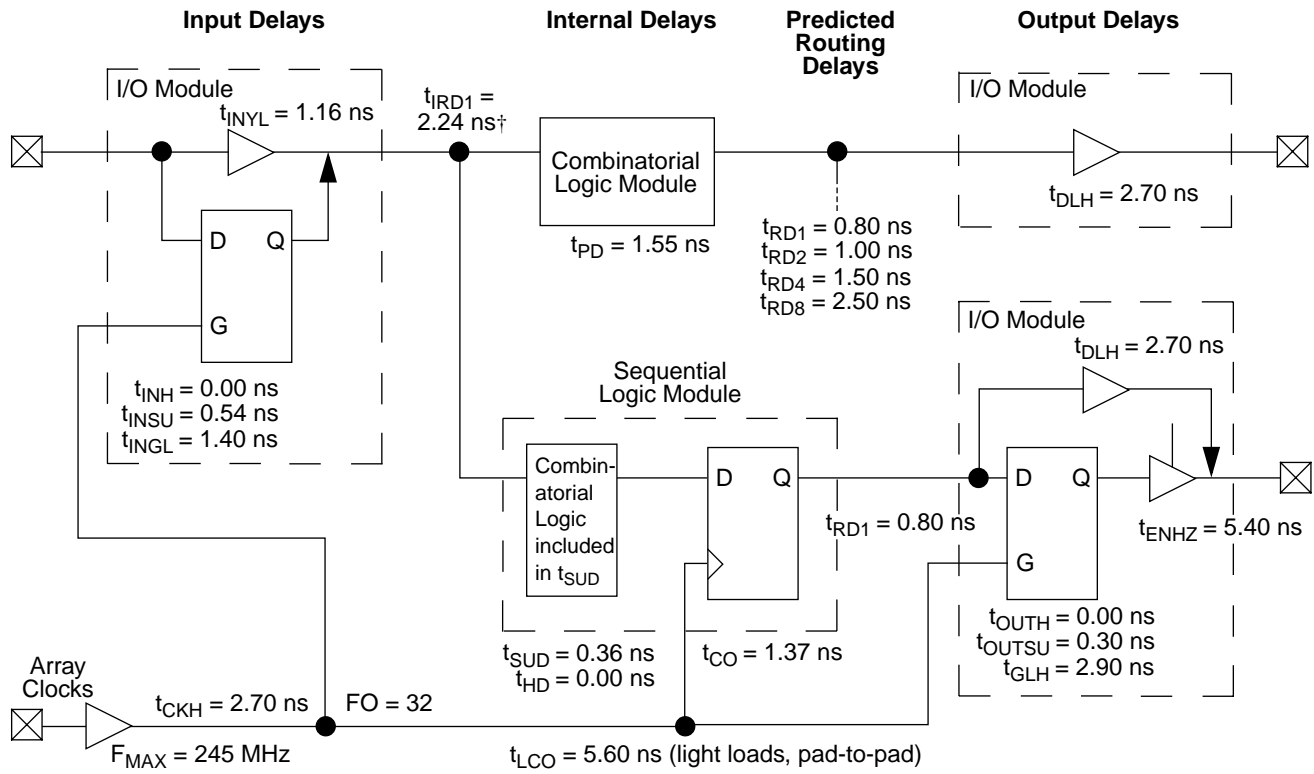 Input Delays
Internal Delays
Predicted
Routing
Delays
Output Delays
I/O Module
tINYL = 1.16 ns
D
Q
G
tINH = 0.00 ns
tINSU = 0.54 ns
tINGL = 1.40 ns
tIRD1 =
2.24 ns†
Combinatorial
Logic Module
tPD = 1.55 ns
tRD1 = 0.80 ns
tRD2 = 1.00 ns
tRD4 = 1.50 ns
tRD8 = 2.50 ns
I/O Module
tDLH = 2.70 ns
Sequential
Logic Module
Combin-
atorial
Logic
included
in tSUD
D
Q
tSUD = 0.36 ns
tHD = 0.00 ns
tCO = 1.37 ns
tRD1 = 0.80 ns
I/O Module
tDLH = 2.70 ns
D
Q
G
tENHZ = 5.40 ns
tOUTH = 0.00 ns
tOUTSU = 0.30 ns
tGLH = 2.90 ns
Array
Clocks
tCKH = 2.70 ns
FO = 32
FMAX = 245 MHz
tLCO = 5.60 ns (light loads, pad-to-pad)